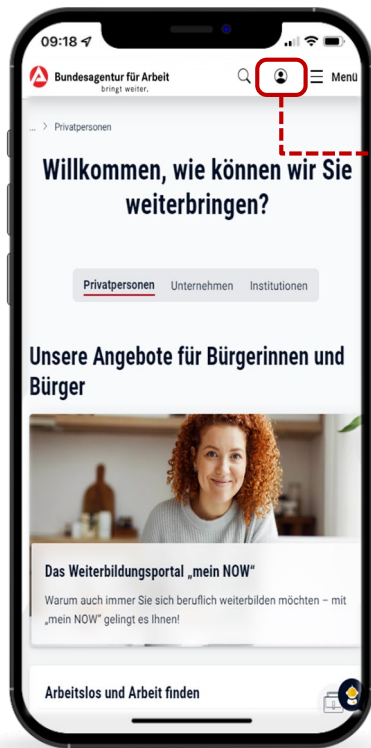 09:18
Bundesagentur für Arbeit
bringt weiter.
Menü
... > Privatpersonen
Willkommen, wie können wir Sie
weiterbringen?
Privatpersonen Unternehmen Institutionen
Unsere Angebote für Bürgerinnen und
Bürger
Das Weiterbildungsportal „mein NOW“
Warum auch immer Sie sich beruflich weiterbilden möchten – mit
„mein NOW“ gelingt es Ihnen!
Arbeitslos und Arbeit finden